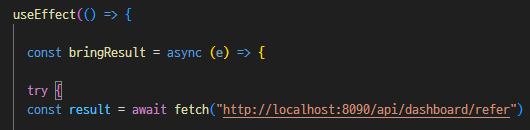 useEffect(() => {
const bringResult = async (e) => {
try {
const result = await fetch("http://localhost:8090/api/dashboard/refer")